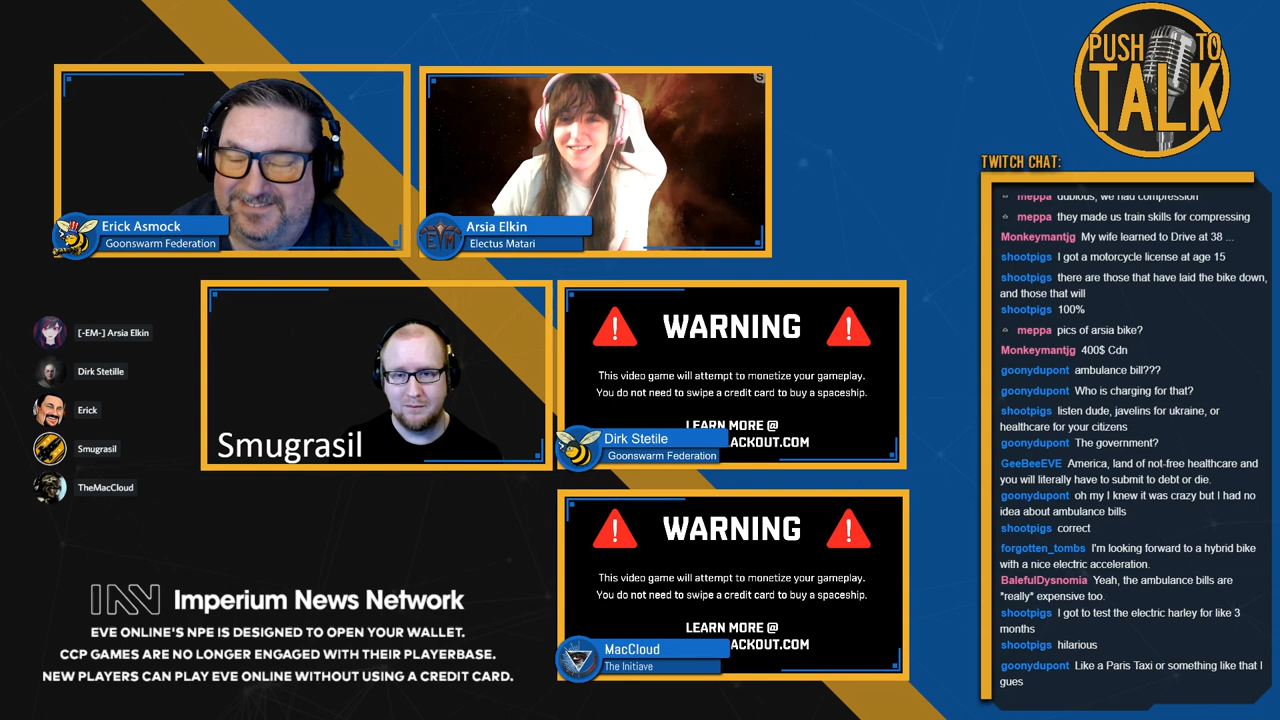 PUSH TO
TALK
TWITCH CHAT:
Erick Asmock
Goonswarm Federation
Arsia Elkin
Electus Matari
EM
S
[-EM-] Arsia Elkin
Dirk Stetille
Erick
Smugrasil
TheMacCloud
Smugrasil
WARNING
This video game will attempt to monetize your gameplay.
You do not need to swipe a credit card to buy a spaceship.
LEARN MORE @
ACKOUT.COM
Dirk Stetile
Goonswarm Federation
WARNING
This video game will attempt to monetize your gameplay.
You do not need to swipe a credit card to buy a spaceship.
LEARN MORE @
ACKOUT.COM
MacCloud
The Initiave
INN Imperium News Network
EVE ONLINE'S NPE IS DESIGNED TO OPEN YOUR WALLET.
CCP GAMES ARE NO LONGER ENGAGED WITH THEIR PLAYERBASE.
NEW PLAYERS CAN PLAY EVE ONLINE WITHOUT USING A CREDIT CARD.
meppa dubious, we had compression
meppa they made us train skills for compressing
Monkeymantjg My wife learned to Drive at 38 ...
shootpigs I got a motorcycle license at age 15
shootpigs there are those that have laid the bike down,
and those that will
shootpigs 100%
meppa pics of arsia bike?
Monkeymantjg 400$ Cdn
goonydupont ambulance bill???
goonydupont Who is charging for that?
shootpigs listen dude, javelins for ukraine, or
healthcare for your citizens
goonydupont The government?
GeeBeeEVE America, land of not-free healthcare and
you will literally have to submit to debt or die.
goonydupont oh my I knew it was crazy but I had no
idea about ambulance bills
shootpigs correct
forgotten_tombs I'm looking forward to a hybrid bike
with a nice electric acceleration.
BalefulDysnomia Yeah, the ambulance bills are
*really* expensive too.
shootpigs I got to test the electric harley for like 3
months
shootpigs hilarious
goonydupont Like a Paris Taxi or something like that I
gues